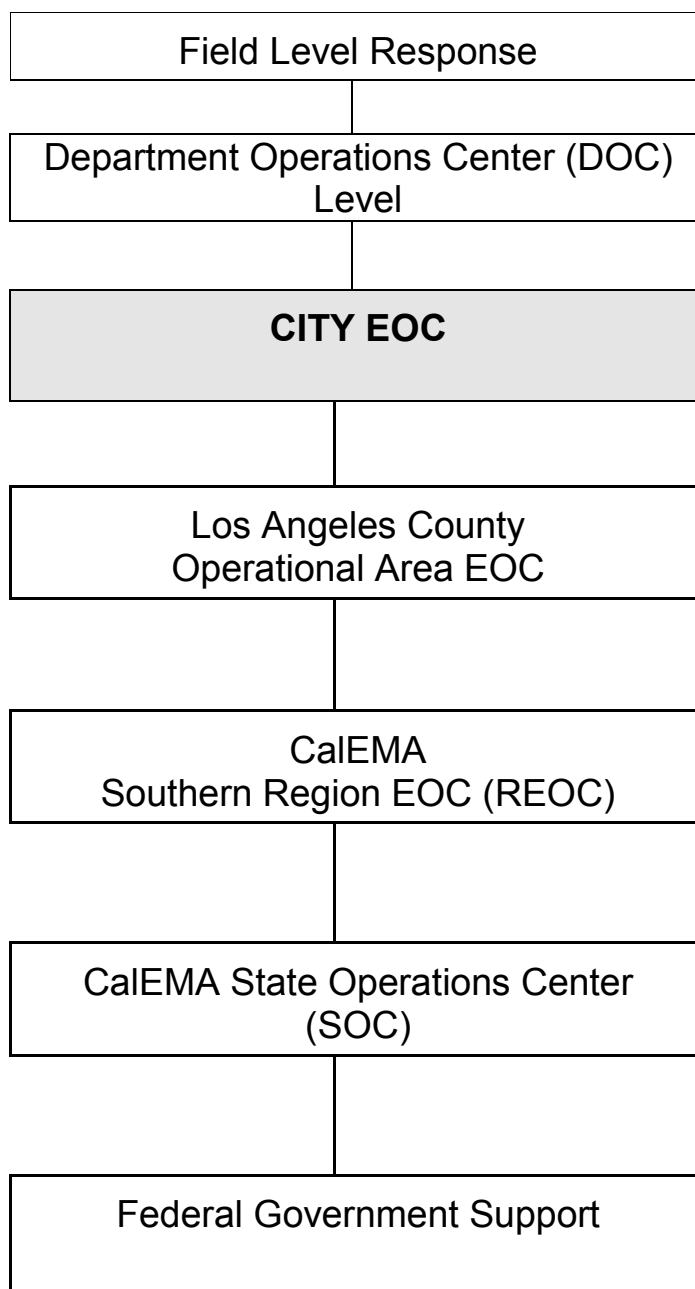 Field Level Response
Department Operations Center (DOC)
Level
CITY EOC
Los Angeles County
Operational Area EOC
CalEMA
Southern Region EOC (REOC)
CalEMA State Operations Center
(SOC)
Federal Government Support